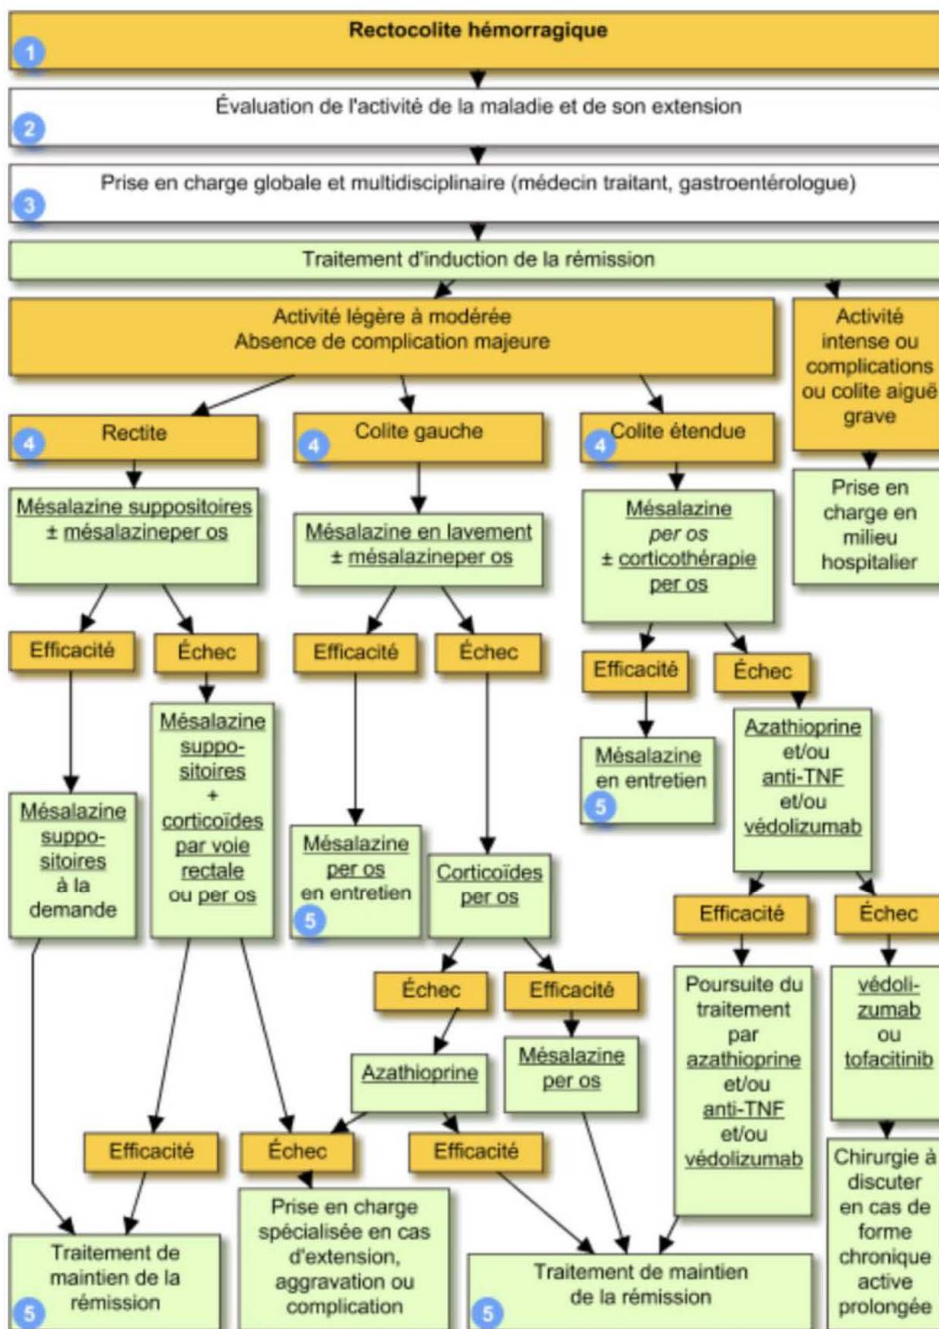 Rectocolite hémorragique
1
Évaluation de l'activité de la maladie et de son extension
2
Prise en charge globale et multidisciplinaire (médecin traitant, gastroentérologue)
3
Traitement d'induction de la rémission
Activité légère à modérée
Absence de complication majeure
Activité
intense ou
complications
ou colite aiguë
grave
4
Rectite
4
Colite gauche
4
Colite étendue
Mésalazine suppositoires
± mésalazineper os
Mésalazine en lavement
± mésalazineper os
Mésalazine
per os
± corticothérapie
per os
Prise en
charge en
milieu
hospitalier
Efficacité
Échec
Efficacité
Échec
Efficacité
Échec
Mésalazine
suppo-
sitoires
à la
demande
Mésalazine
suppo-
sitoires
+
corticoïdes
par voie
rectale
ou per os
Mésalazine
per os
en entretien
5
Corticoïdes
per os
Mésalazine
en entretien
5
Azathioprine
et/ou
anti-TNF
et/ou
védolizumab
Efficacité
Échec
Échec
Efficacité
Poursuite du
traitement
par
azathioprine
et/ou
anti-TNF
et/ou
védolizumab
védoli-
zumab
ou
tofacitinib
Azathioprine
Mésalazine
per os
Efficacité
Échec
Efficacité
Chirurgie à
discuter
en cas de
forme
chronique
active
prolongée
Traitement de
maintien de la
rémission
5
Prise en charge
spécialisée en cas
d'extension,
aggravation ou
complication
Traitement de maintien
de la rémission
5